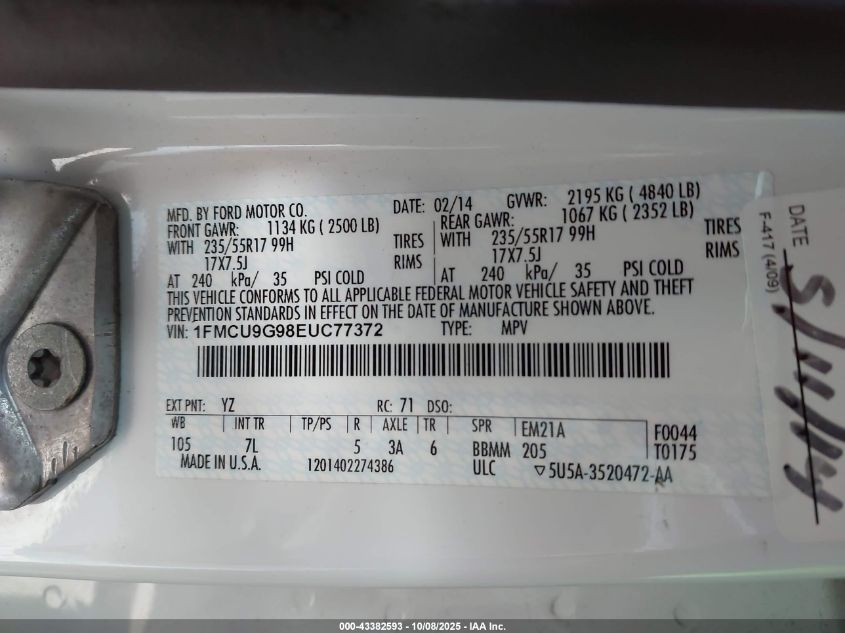 MFD. BY FORD MOTOR CO. DATE: 02/14 GVWR: 2195 KG ( 4840 LB)
FRONT GAWR: 1134 KG ( 2500 LB) REAR GAWR: 1067 KG ( 2352 LB)
WITH 235/55R17 99H TIRES WITH 235/55R17 99H TIRES
17X7.5J RIMS 17X7.5J RIMS
AT 240 kPa/ 35 PSI COLD AT 240 kPa/ 35 PSI COLD
THIS VEHICLE CONFORMS TO ALL APPLICABLE FEDERAL MOTOR VEHICLE SAFETY AND THEFT
PREVENTION STANDARDS IN EFFECT ON THE DATE OF MANUFACTURE SHOWN ABOVE.
VIN: 1FMCU9G98EUC77372 TYPE: MPV
EXT PNT: YZ RC: 71 DSO:
WB INT TR TP/PS R AXLE TR SPR EM21A F0044
105 7L 5 3A 6 BBMM 205 T0175
MADE IN U.S.A. 1201402274386 ULC ▽5U5A-3520472-AA
F-417 (4/09)
DATE
000-43382593 - 10/08/2025 - IAA Inc.